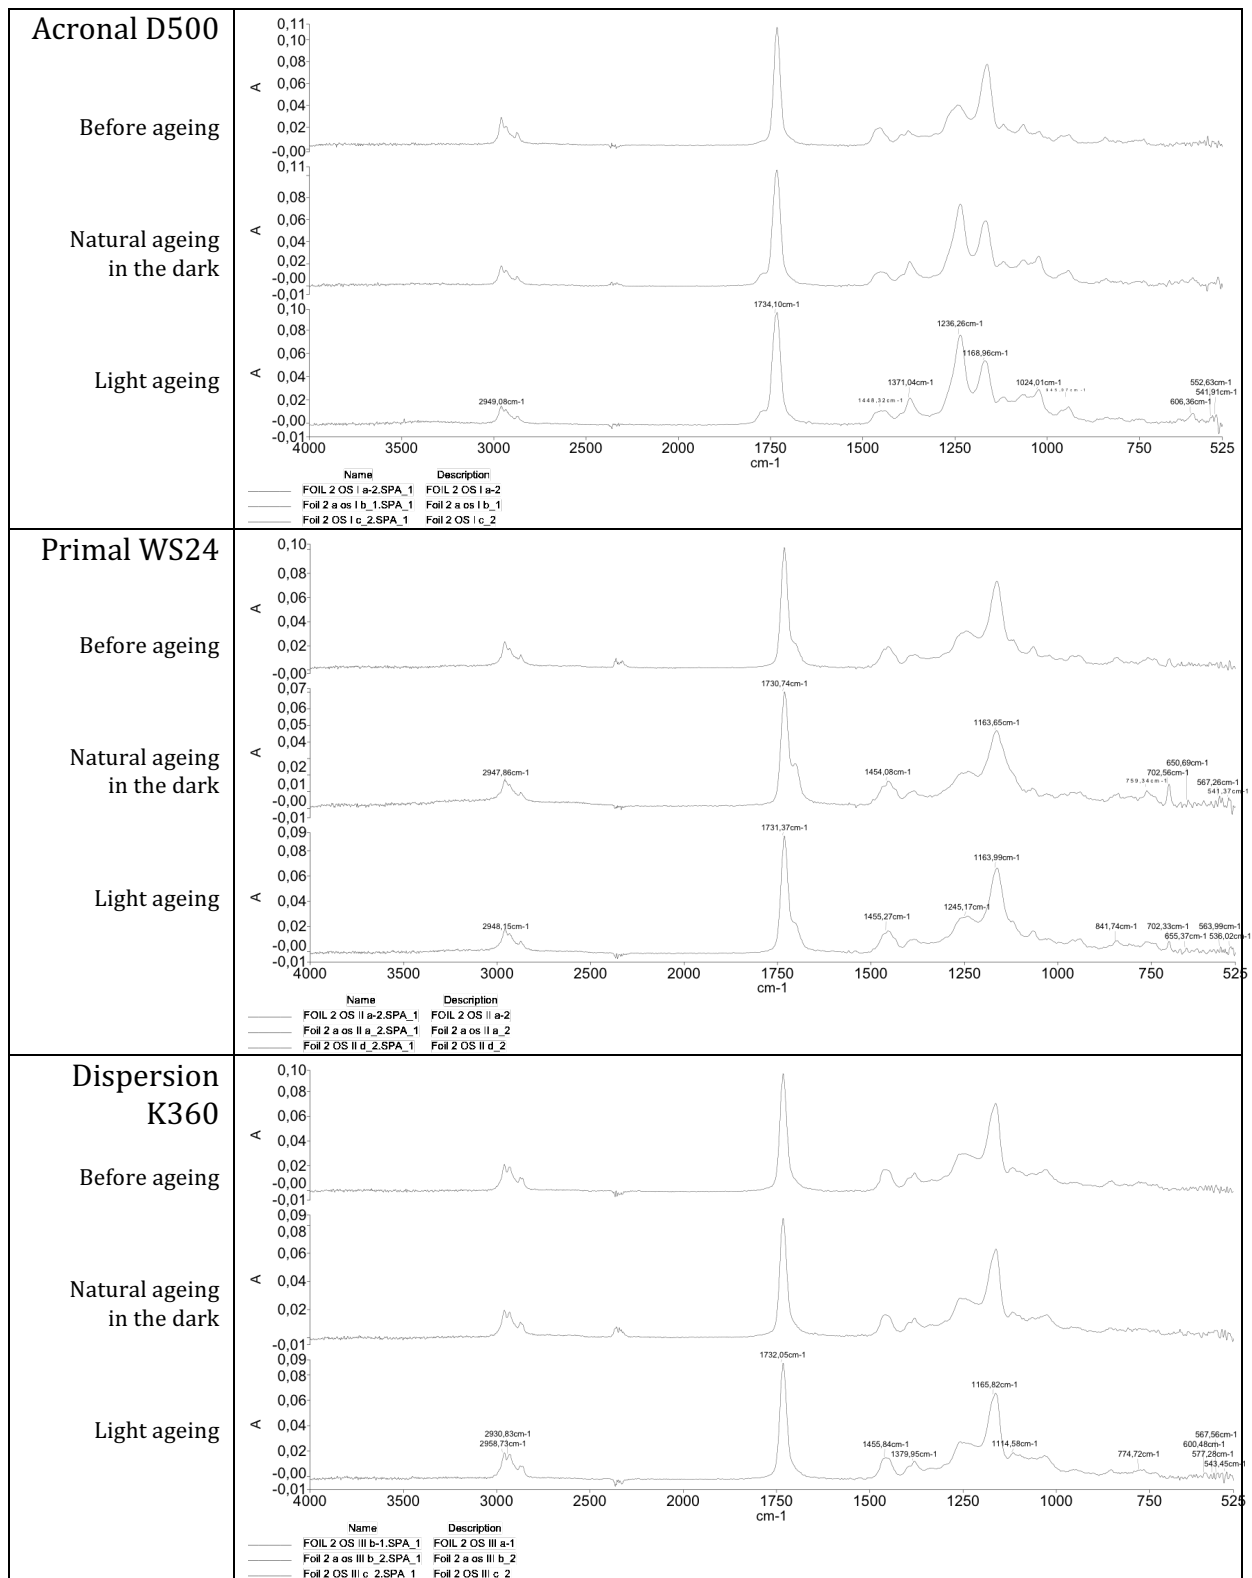 Acronal D500
Before ageing
Natural ageing
in the dark
Light ageing
0,11
0,10
0,08
0,06
0,04
0,02
-0,00
A
0,11
0,08
0,06
0,04
0,02
-0,00
-0,01
A
0,10
0,08
0,06
0,04
0,02
-0,00
-0,01
A
1734,10cm-1
1236,26cm-1
1168,96cm-1
1371,04cm-1
1448,32cm-1
1024,01cm-1
2949,08cm-1
552,63cm-1
541,91cm-1
606,36cm-1
4000 3500 3000 2500 2000 1750 1500 1250 1000 750 525
cm-1
Name Description
FOIL 2 OS I a-2.SPA_1 FOIL 2 OS I a-2
Foil 2 a os I b_1.SPA_1 Foil 2 a os I b_1
Foil 2 OS I c_2.SPA_1 Foil 2 OS I c_2
Primal WS24
Before ageing
Natural ageing
in the dark
Light ageing
0,10
0,08
0,06
0,04
0,02
-0,00
A
0,07
0,06
0,05
0,04
0,02
0,01
-0,00
-0,01
A
1730,74cm-1
1163,65cm-1
2947,86cm-1
1454,08cm-1
650,69cm-1
702,56cm-1
759,34cm-1
567,26cm-1
541,37cm-1
0,09
0,06
0,04
0,02
-0,00
-0,01
A
1731,37cm-1
1163,99cm-1
2948,15cm-1
1455,27cm-1
1245,17cm-1
841,74cm-1
702,33cm-1
655,37cm-1
563,99cm-1
536,02cm-1
4000 3500 3000 2500 2000 1750 1500 1250 1000 750 525
cm-1
Name Description
FOIL 2 OS II a-2.SPA_1 FOIL 2 OS II a-2
Foil 2 a os II a_2.SPA_1 Foil 2 a os II a_2
Foil 2 OS II d_2.SPA_1 Foil 2 OS II d_2
Dispersion
K360
Before ageing
Natural ageing
in the dark
Light ageing
0,10
0,08
0,06
0,04
0,02
-0,00
-0,01
A
0,09
0,08
0,06
0,04
0,02
-0,01
A
0,09
0,08
0,06
0,04
0,02
-0,00
-0,01
A
1732,05cm-1
1165,82cm-1
2930,83cm-1
2958,73cm-1
1455,84cm-1
1379,95cm-1
1114,58cm-1
774,72cm-1
567,56cm-1
600,48cm-1
577,28cm-1
543,45cm-1
4000 3500 3000 2500 2000 1750 1500 1250 1000 750 525
cm-1
Name Description
FOIL 2 OS III b-1.SPA_1 FOIL 2 OS III a-1
Foil 2 a os III b_2.SPA_1 Foil 2 a os III b_2
Foil 2 OS III c_2.SPA_1 Foil 2 OS III c_2